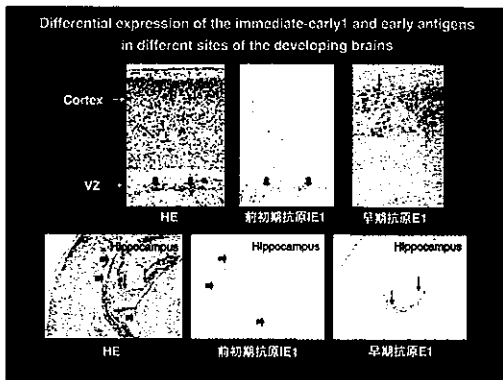 Differential expression of the immediate-early1 and early antigens
in different sites of the developing brains
Cortex
VZ
HE
前初期抗原IE1
早期抗原E1
Hippocampus
Hippocampus
Hippocampus
HE
前初期抗原IE1
早期抗原E1